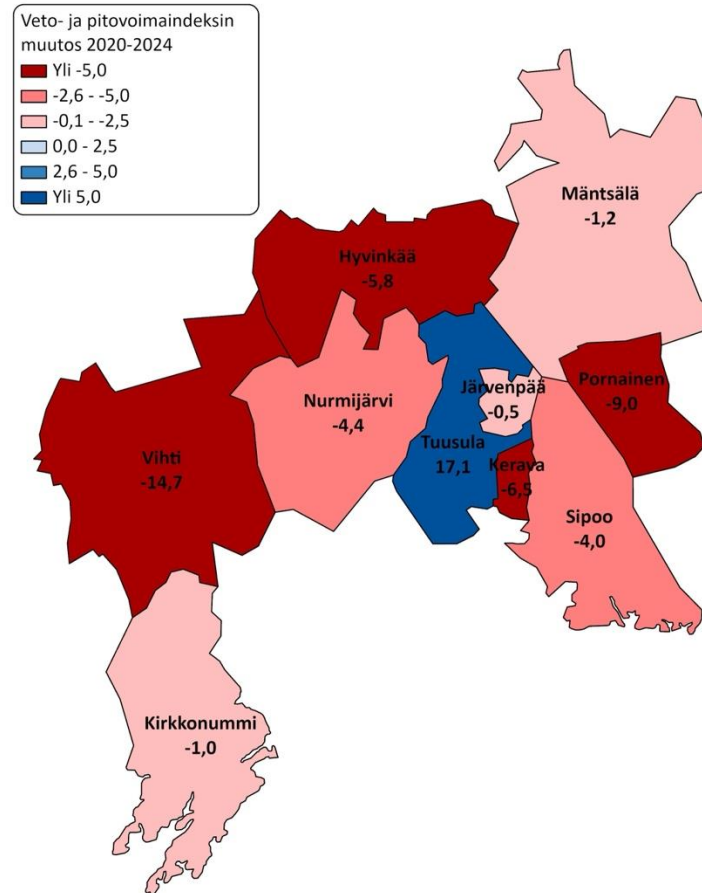 Veto- ja pitovoimaindeksin
muutos 2020-2024
Yli -5,0
-2,6 - -5,0
-0,1 - -2,5
0,0 - 2,5
2,6 - 5,0
Yli 5,0
Mäntsälä
-1,2
Hyvinkää
-5,8
Järvenpää
-0,5
Pornainen
-9,0
Nurmijärvi
-4,4
Tuusula
17,1
Vihti
-14,7
Kerava
-6,5
Sipoo
-4,0
Kirkkonummi
-1,0